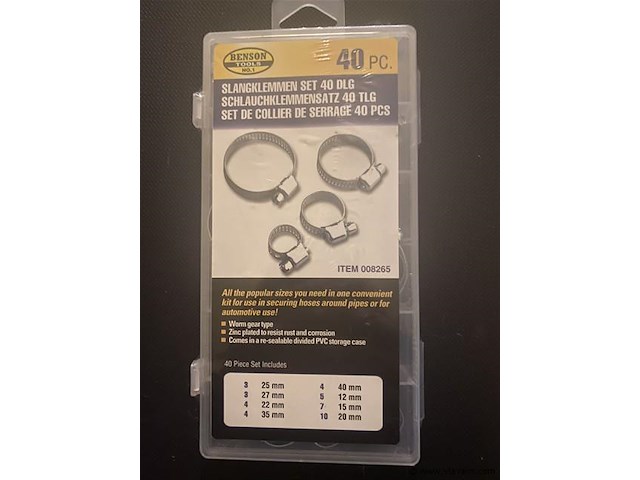 BENSON
TOOLS
NO.1
40 PC.
SLANGKLEMMEN SET 40 DLG
SCHLAUCHKLEMMENSATZ 40 TLG
SET DE COLLIER DE SERRAGE 40 PCS
ITEM 008265
All the popular sizes you need in one convenient
kit for use in securing hoses around pipes or for
automotive use!
Worm gear type
Zinc plated to resist rust and corrosion
Comes in a re-sealable divided PVC storage case
40 Piece Set Includes
3 25 mm 4 40 mm
3 27 mm 5 12 mm
4 22 mm 7 15 mm
4 35 mm 10 20 mm